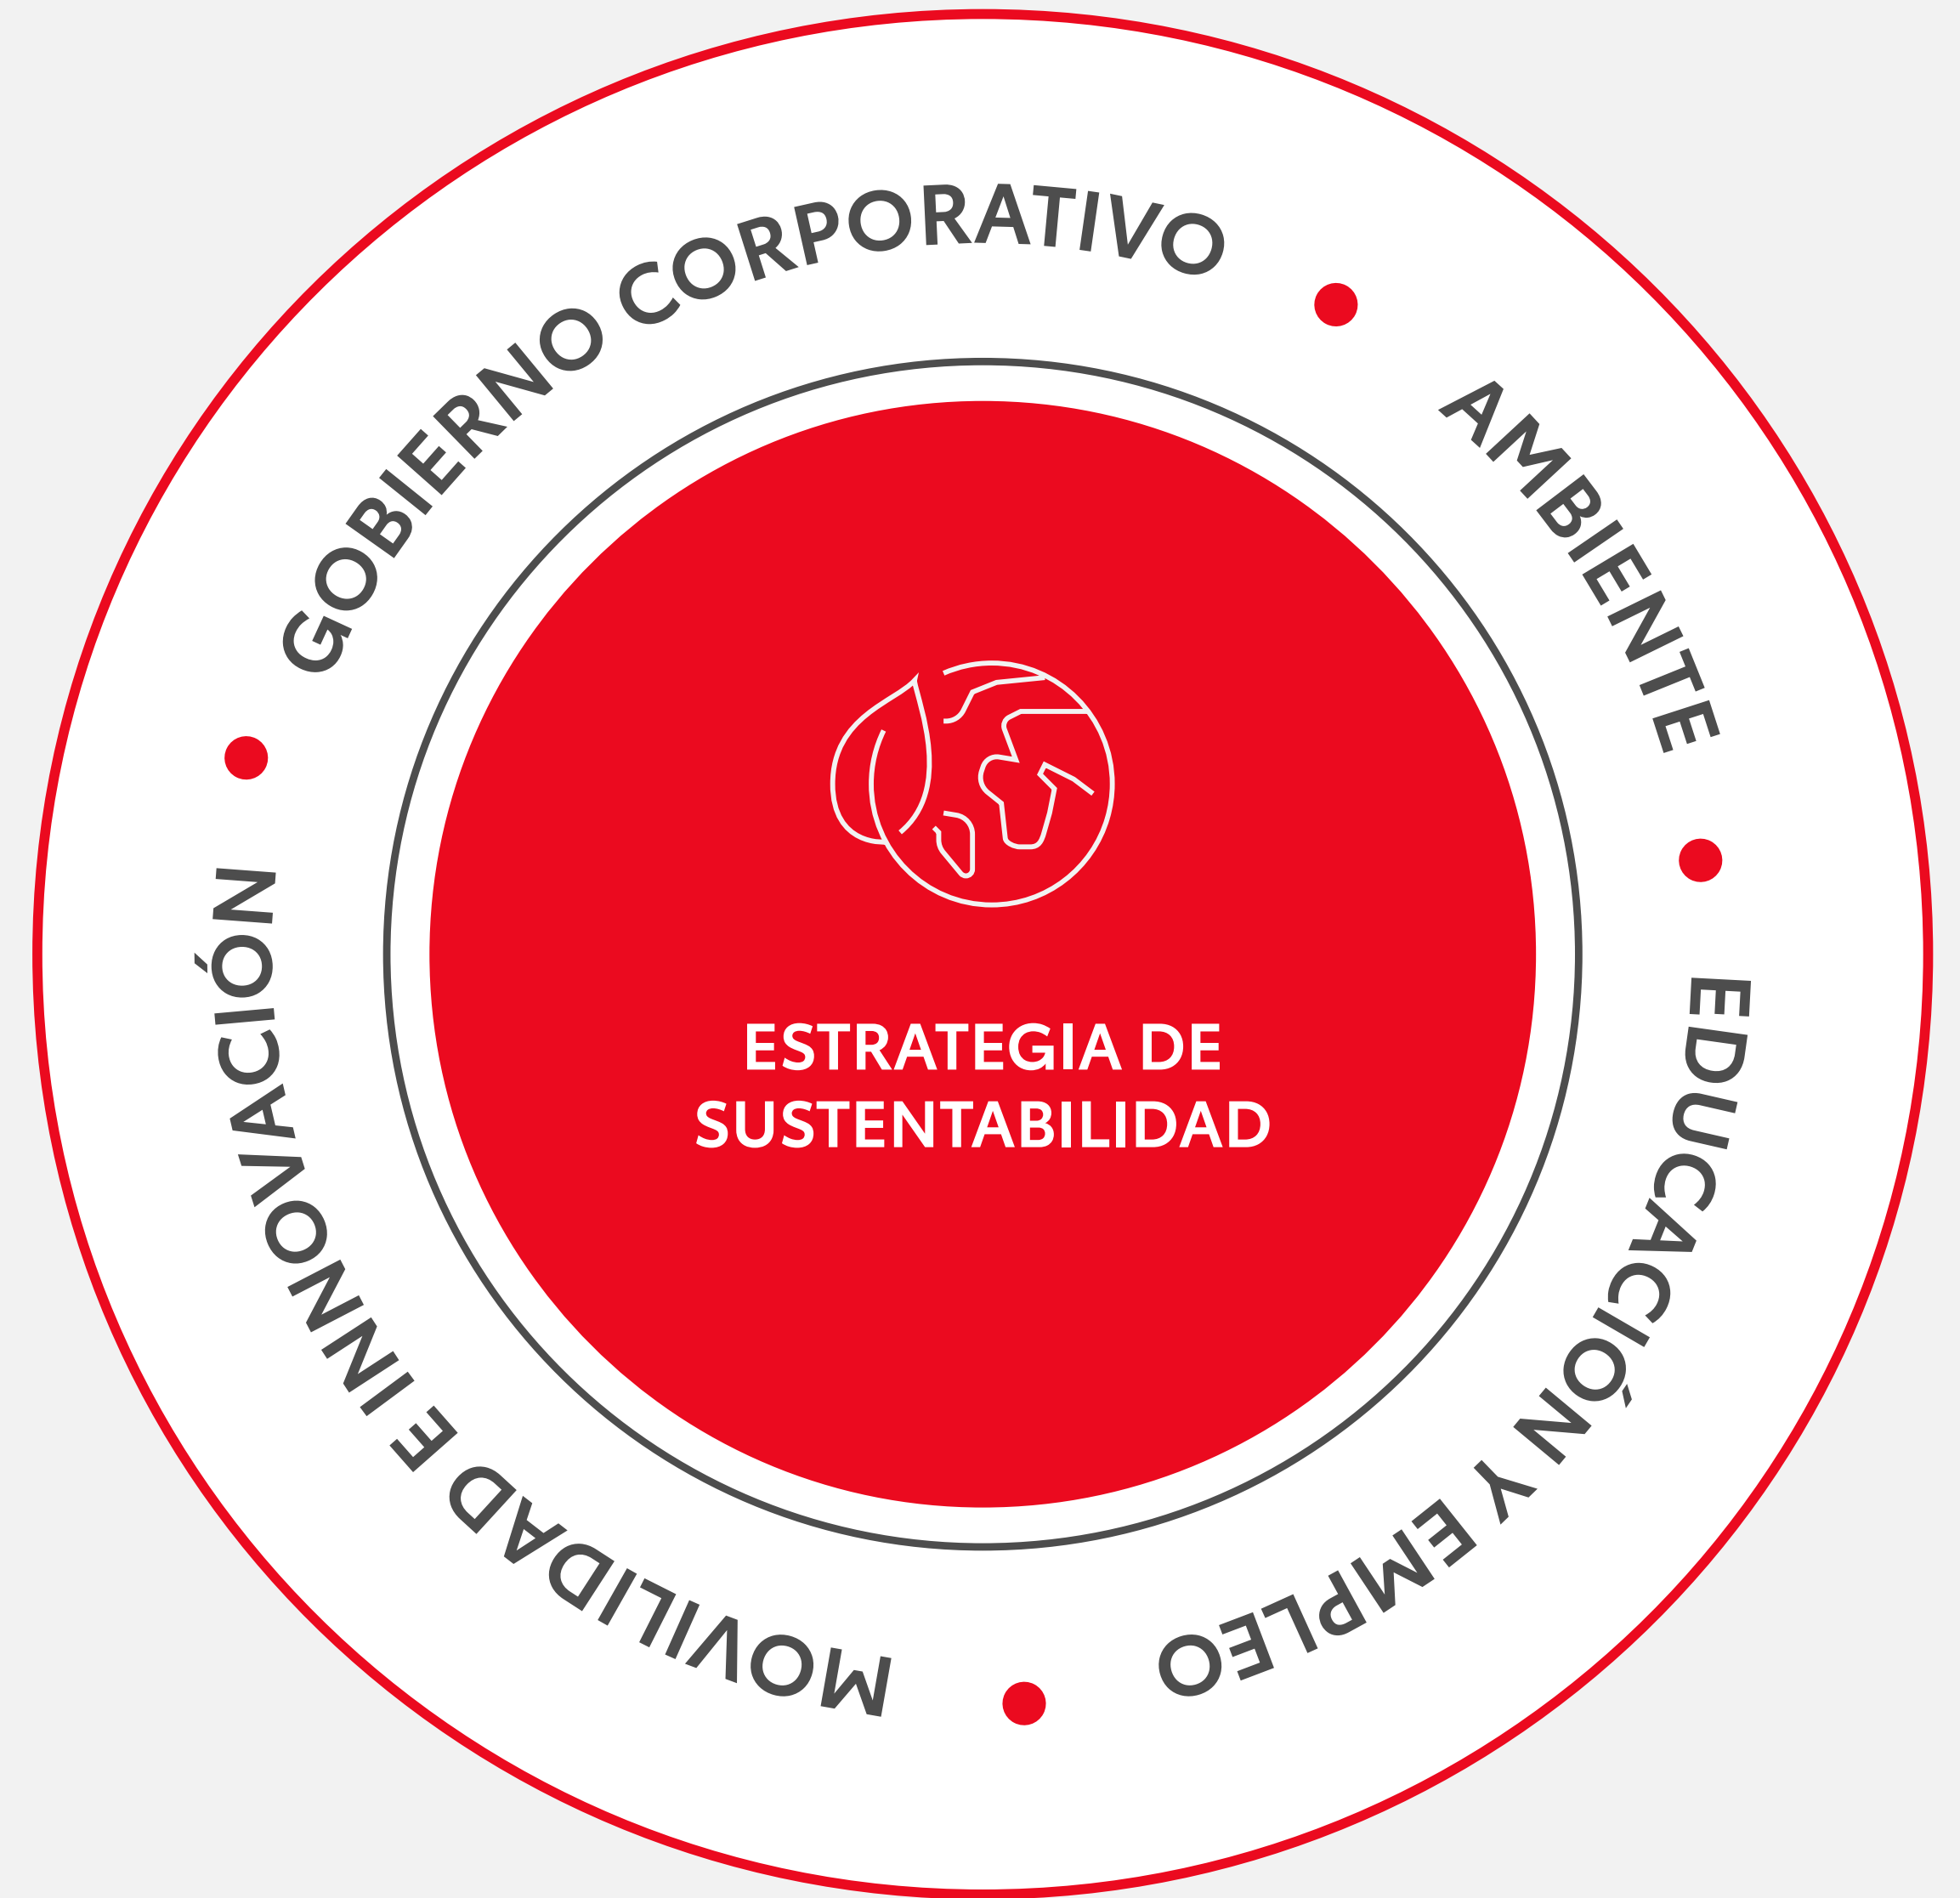 GOBIERNO CORPORATIVO
AMBIENTE
EDUCACIÓN Y EMPLEO
MOVILIDAD E INNOVACIÓN
ESTRATEGIA DE
SUSTENTABILIDAD